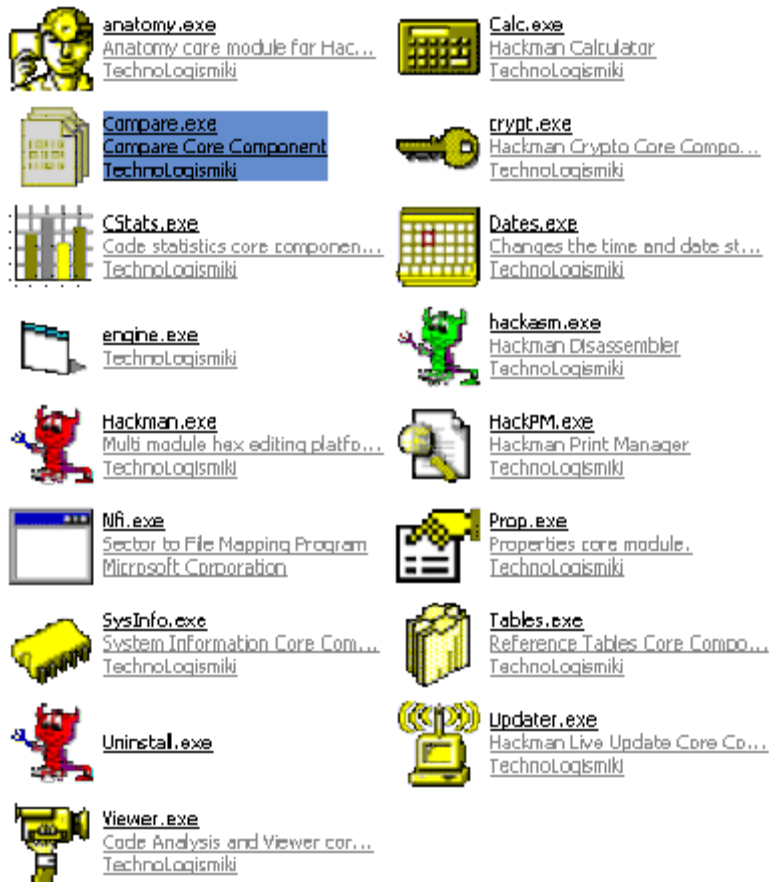 anatomy.exe
Anatomy core module for Hac...
TechnoLogismiki
Calc.exe
Hackman Calculator
TechnoLogismiki
Compare.exe
Compare Core Component
TechnoLogismiki
crypt.exe
Hackman Crypto Core Compo...
TechnoLogismiki
CStats.exe
Code statistics core componen...
TechnoLogismiki
Dates.exe
Changes the time and date st...
TechnoLogismiki
engine.exe
TechnoLogismiki
hackasm.exe
Hackman Disassembler
TechnoLogismiki
Hackman.exe
Multi module hex editing platfo...
TechnoLogismiki
HackPM.exe
Hackman Print Manager
TechnoLogismiki
Nfi.exe
Sector to File Mapping Program
Microsoft Corporation
Prop.exe
Properties core module.
TechnoLogismiki
SysInfo.exe
System Information Core Com...
TechnoLogismiki
Tables.exe
Reference Tables Core Compo...
TechnoLogismiki
Uninstall.exe
Updater.exe
Hackman Live Update Core Co...
TechnoLogismiki
Viewer.exe
Code Analysis and Viewer cor...
TechnoLogismiki